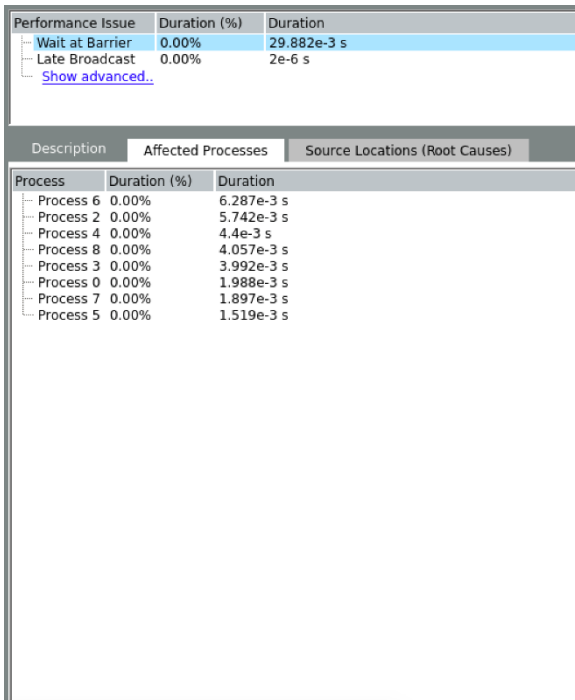 Performance Issue Duration (%) Duration
Wait at Barrier 0.00% 29.882e-3 s
Late Broadcast 0.00% 2e-6 s
Show advanced..
Description Affected Processes Source Locations (Root Causes)
Process Duration (%) Duration
Process 6 0.00% 6.287e-3 s
Process 2 0.00% 5.742e-3 s
Process 4 0.00% 4.4e-3 s
Process 8 0.00% 4.057e-3 s
Process 3 0.00% 3.992e-3 s
Process 0 0.00% 1.988e-3 s
Process 7 0.00% 1.897e-3 s
Process 5 0.00% 1.519e-3 s